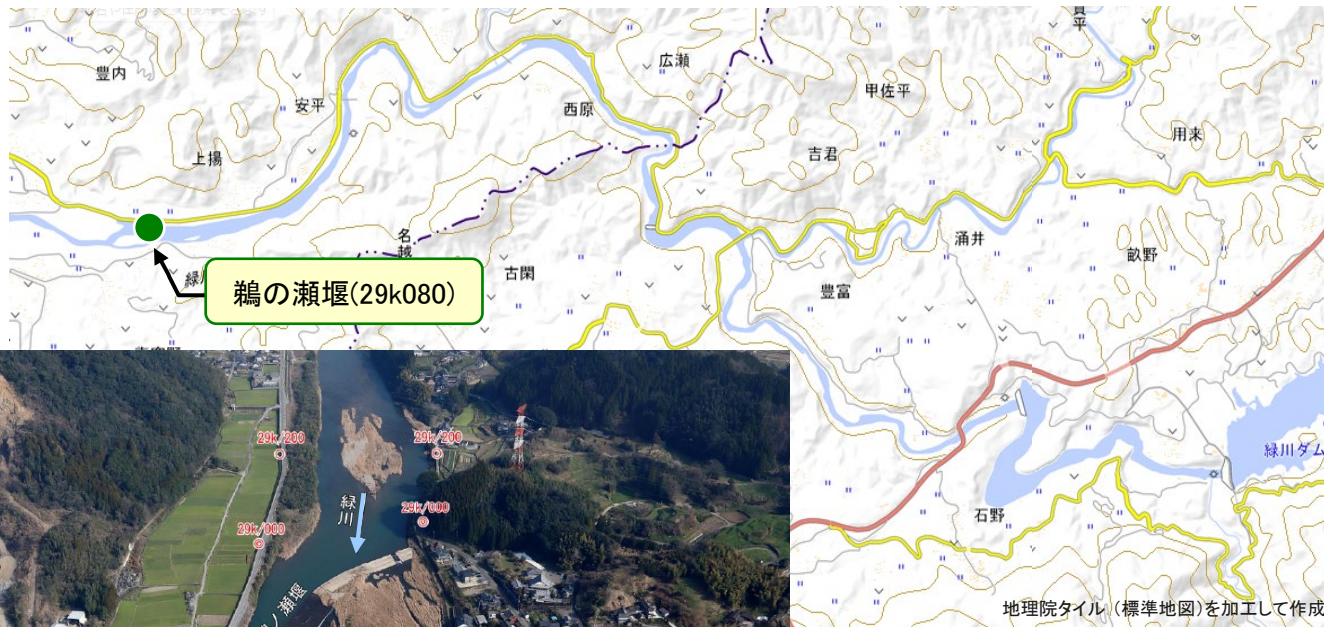 豊内
安平
上揚
広瀬
西原
甲佐平
吉君
用来
涌井
畝野
名越
古閑
豊富
鵜の瀬堰(29k080)
石野
緑川ダム
29k/200
29k/200
29k/000
29k/000
緑川
ノ瀬堰
地理院タイル(標準地図)を加工して作成